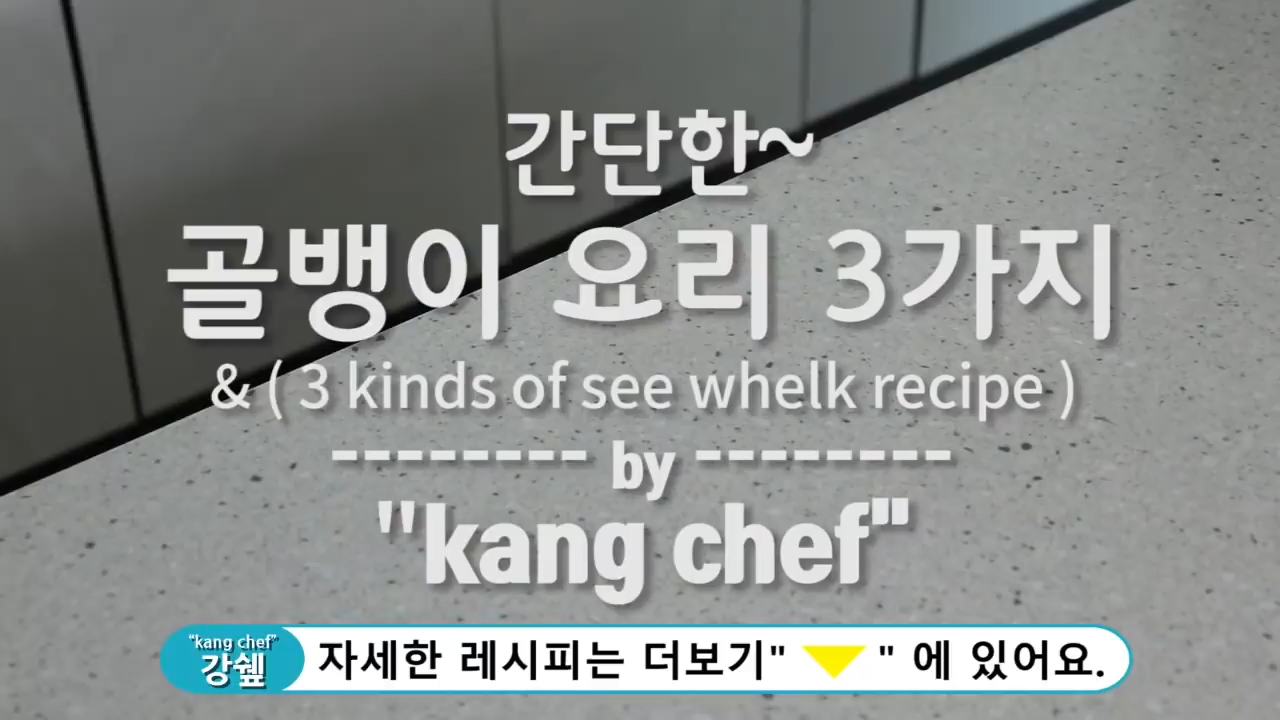 간단한~
골뱅이 요리 3가지
& ( 3 kinds of see whelk recipe )
-------- by --------
"kang chef"
"kang chef"
강쉪
자세한 레시피는 더보기" ▼ " 에 있어요.